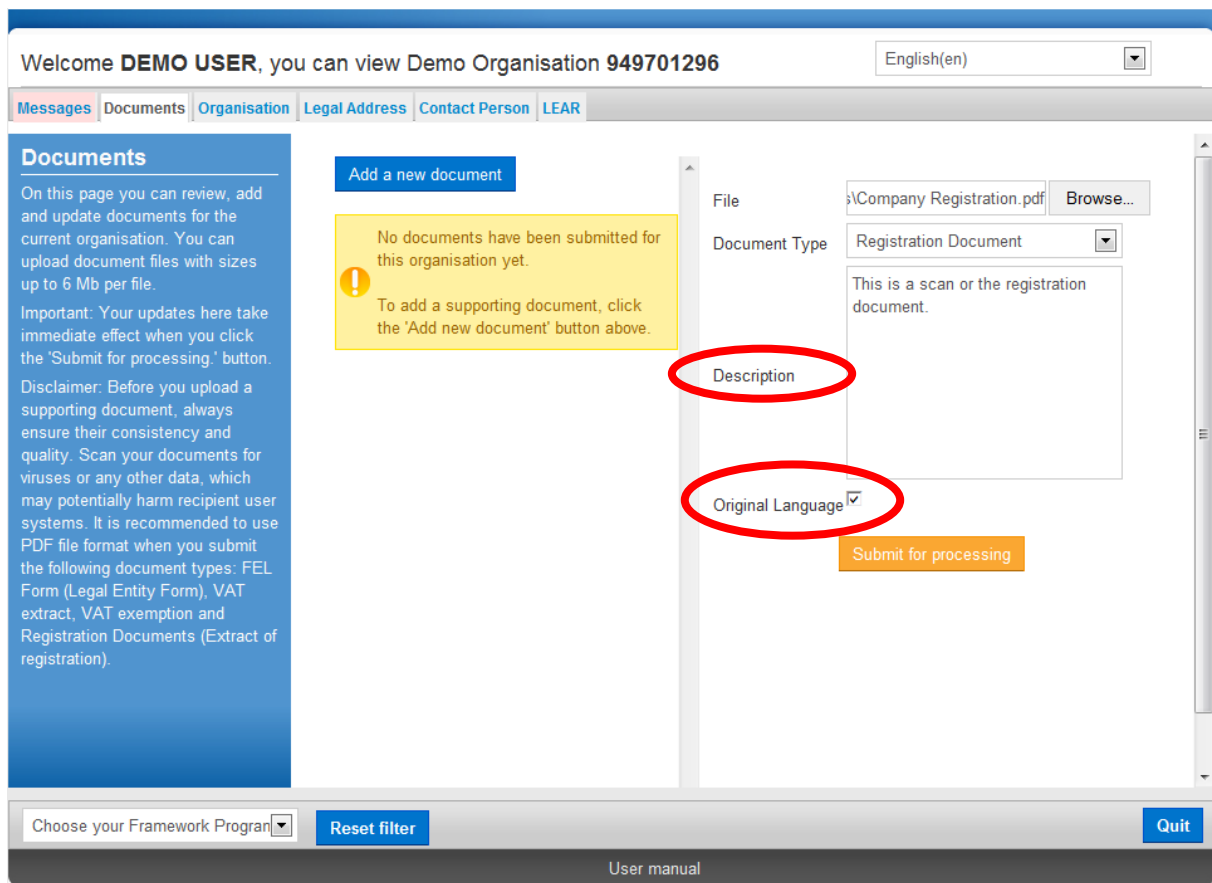 Welcome DEMO USER, you can view Demo Organisation 949701296
English(en)
Messages Documents Organisation Legal Address Contact Person LEAR
Documents
On this page you can review, add
and update documents for the
current organisation. You can
upload document files with sizes
up to 6 Mb per file.
Important: Your updates here take
immediate effect when you click
the 'Submit for processing.' button.
Disclaimer: Before you upload a
supporting document, always
ensure their consistency and
quality. Scan your documents for
viruses or any other data, which
may potentially harm recipient user
systems. It is recommended to use
PDF file format when you submit
the following document types: FEL
Form (Legal Entity Form), VAT
extract, VAT exemption and
Registration Documents (Extract of
registration).
Add a new document
No documents have been submitted for
this organisation yet.
To add a supporting document, click
the 'Add new document' button above.
File s\Company Registration.pdf Browse...
Document Type Registration Document
This is a scan or the registration
document.
Description
Original Language
Submit for processing
Choose your Framework Progran
Reset filter
Quit
User manual